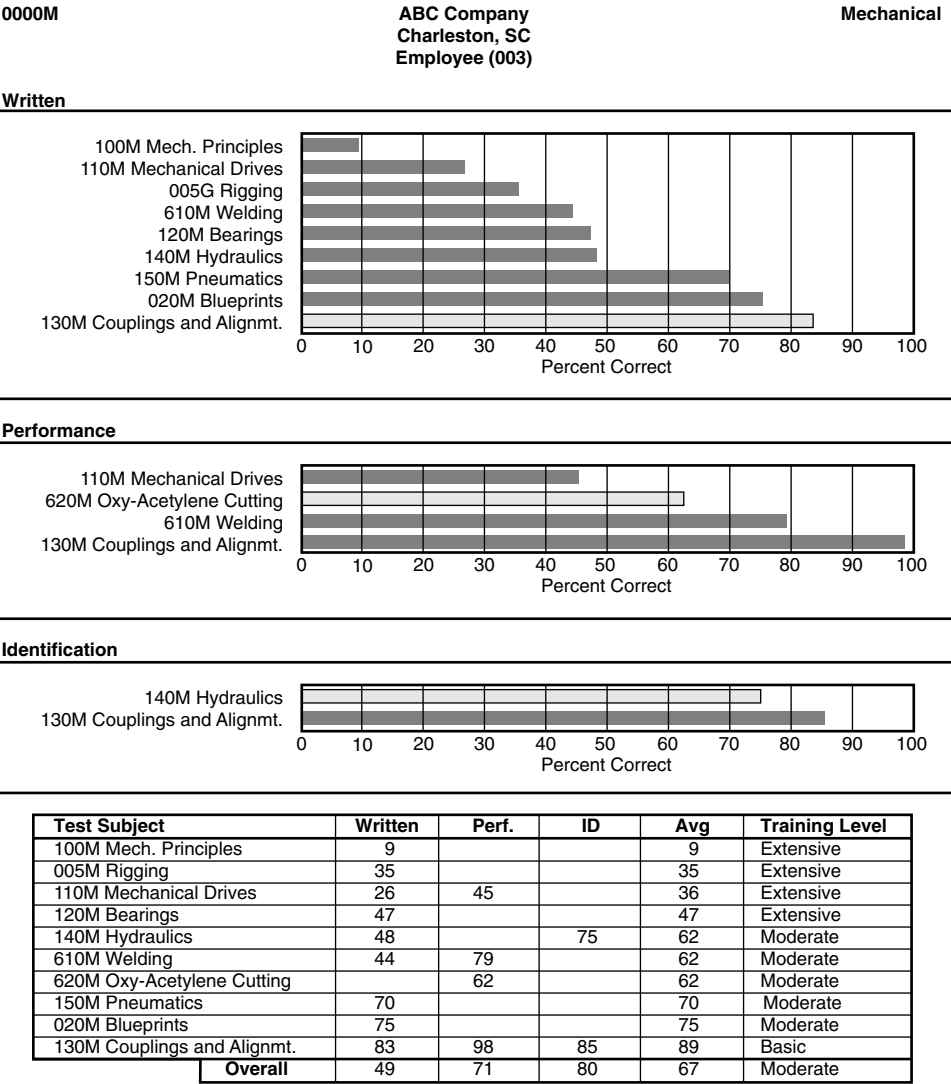 0000M ABC Company Mechanical
Charleston, SC
Employee (003)
Written
100M Mech. Principles
110M Mechanical Drives
005G Rigging
610M Welding
120M Bearings
140M Hydraulics
150M Pneumatics
020M Blueprints
130M Couplings and Alignmt.
0 10 20 30 40 50 60 70 80 90 100
Percent Correct
Performance
110M Mechanical Drives
620M Oxy-Acetylene Cutting
610M Welding
130M Couplings and Alignmt.
0 10 20 30 40 50 60 70 80 90 100
Percent Correct
Identification
140M Hydraulics
130M Couplings and Alignmt.
0 10 20 30 40 50 60 70 80 90 100
Percent Correct
Test Subject Written Perf. ID Avg Training Level
100M Mech. Principles 9 9 Extensive
005M Rigging 35 35 Extensive
110M Mechanical Drives 26 45 36 Extensive
120M Bearings 47 47 Extensive
140M Hydraulics 48 75 62 Moderate
610M Welding 44 79 62 Moderate
620M Oxy-Acetylene Cutting 62 62 Moderate
150M Pneumatics 70 70 Moderate
020M Blueprints 75 75 Moderate
130M Couplings and Alignmt. 83 98 85 89 Basic
Overall 49 71 80 67 Moderate